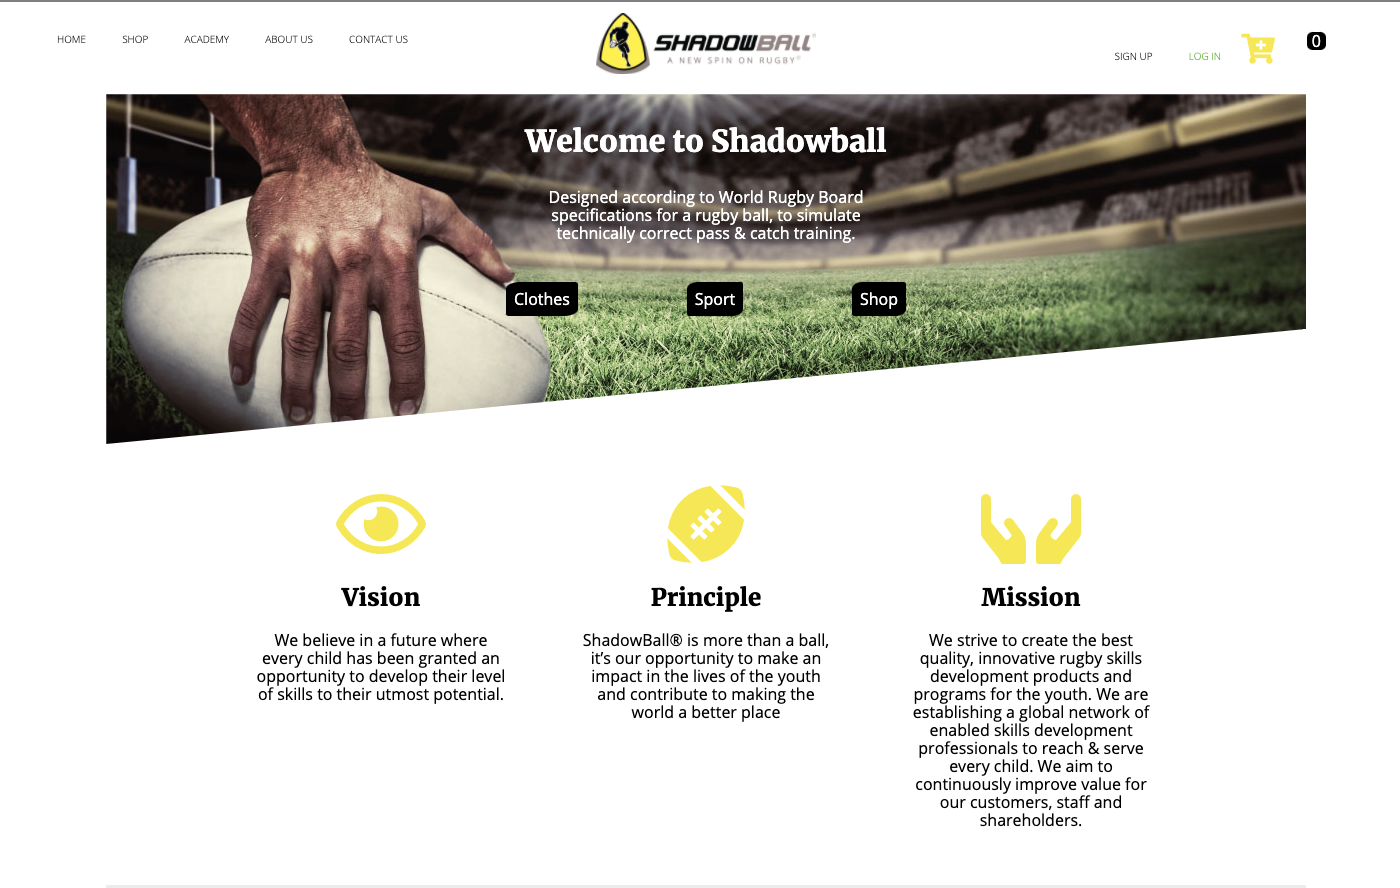 HOME SHOP ACADEMY ABOUT US CONTACT US
SHADOWBALL®
A NEW SPIN ON RUGBY®
SIGN UP LOG IN
0
Welcome to Shadowball
Designed according to World Rugby Board
specifications for a rugby ball, to simulate
technically correct pass & catch training.
Clothes Sport Shop
Vision
We believe in a future where
every child has been granted an
opportunity to develop their level
of skills to their utmost potential.
Principle
ShadowBall® is more than a ball,
it’s our opportunity to make an
impact in the lives of the youth
and contribute to making the
world a better place
Mission
We strive to create the best
quality, innovative rugby skills
development products and
programs for the youth. We are
establishing a global network of
enabled skills development
professionals to reach & serve
every child. We aim to
continuously improve value for
our customers, staff and
shareholders.